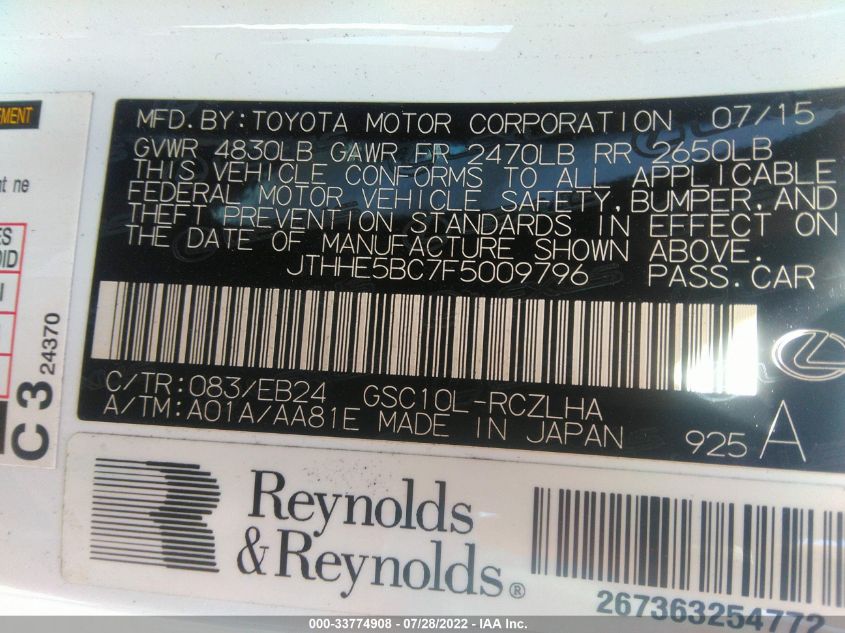 MFD.BY:TOYOTA MOTOR CORPORATION 07/15
GVWR 4830LB GAWR FR 2470LB RR 2650LB
THIS VEHICLE CONFORMS TO ALL APPLICABLE
FEDERAL MOTOR VEHICLE SAFETY,BUMPER,AND
THEFT PREVENTION STANDARDS IN EFFECT ON
THE DATE OF MANUFACTURE SHOWN ABOVE.
JTHHE5BC7F5009796 PASS.CAR
C/TR:083/EB24 GSC10L-RCZLHA
A/TM:A01A/AA81E MADE IN JAPAN 925 A
C3 24370
Reynolds
&Reynolds®
267363254772
000-33774908 - 07/28/2022 - IAA Inc.